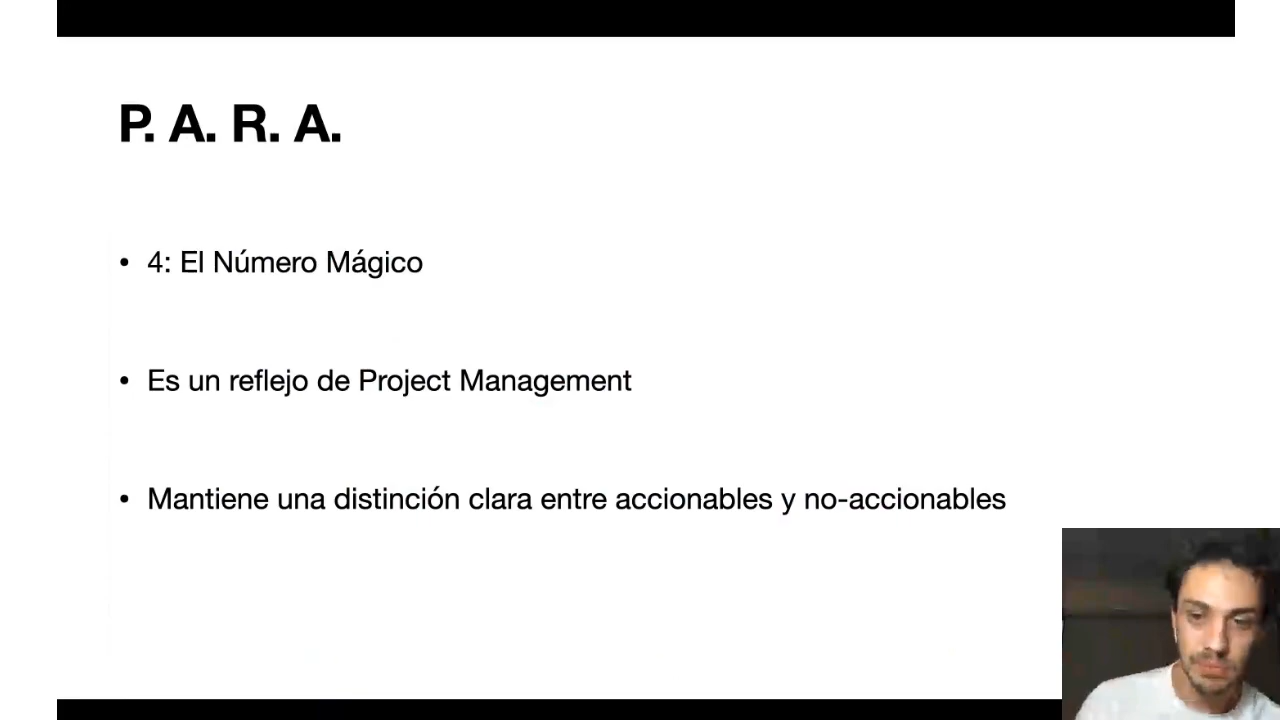 P. A. R. A.
• 4: El Número Mágico
• Es un reflejo de Project Management
• Mantiene una distinción clara entre accionables y no-accionables